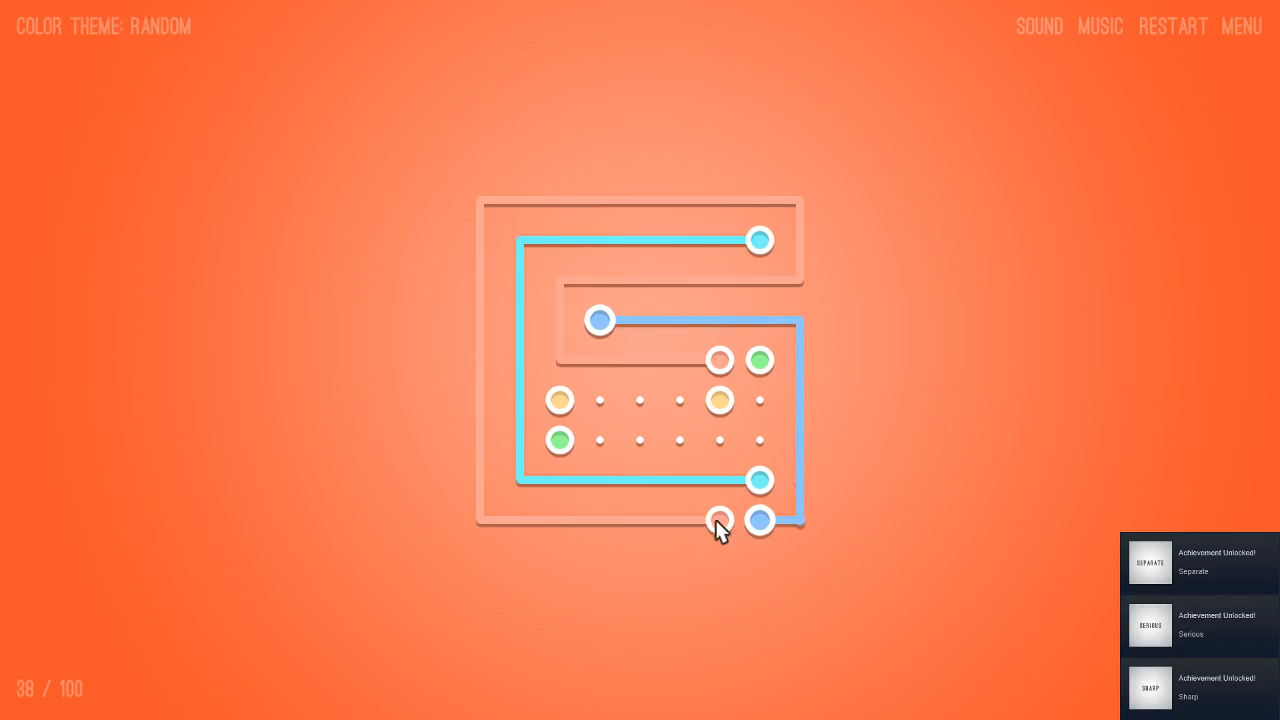 COLOR THEME: RANDOM
SOUND MUSIC RESTART MENU
SEPARATE
Achievement Unlocked!
Separate
SERIOUS
Achievement Unlocked!
Serious
SHARP
Achievement Unlocked!
Sharp
38 / 100